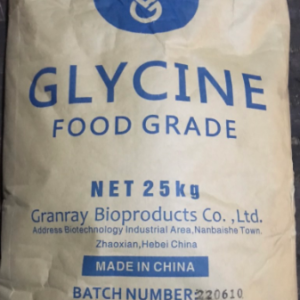 GLYCINE
FOOD GRADE
NET 25kg
Granray Bioproducts Co. ,Ltd.
Address Biotechnology Industrial Area, Nanbaishe Town.
Zhaoxian,Hebei China
MADE IN CHINA
BATCH NUMBER: 220610